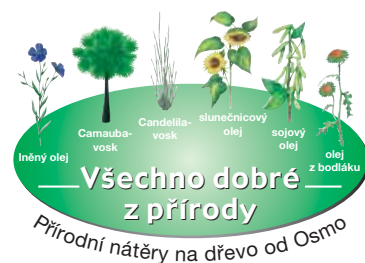 lněný olej
Camauba-
vosk
Candelila-
vosk
slunečnicový
olej
sojový
olej
olej
z bodláku
Všechno dobré
z přírody
Přírodní nátěry na dřevo od Osmo